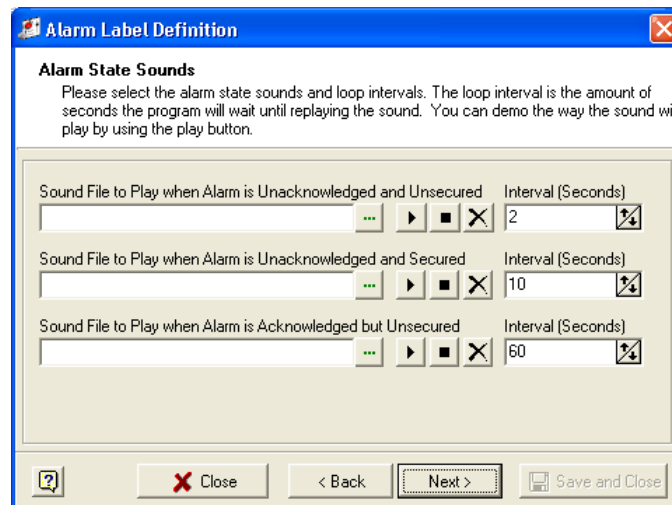 Alarm Label Definition
Alarm State Sounds
Please select the alarm state sounds and loop intervals. The loop interval is the amount of
seconds the program will wait until replaying the sound. You can demo the way the sound wi
play by using the play button.
Sound File to Play when Alarm is Unacknowledged and Unsecured Interval (Seconds)
2
Sound File to Play when Alarm is Unacknowledged and Secured Interval (Seconds)
10
Sound File to Play when Alarm is Acknowledged but Unsecured Interval (Seconds)
60
? Close < Back Next > Save and Close